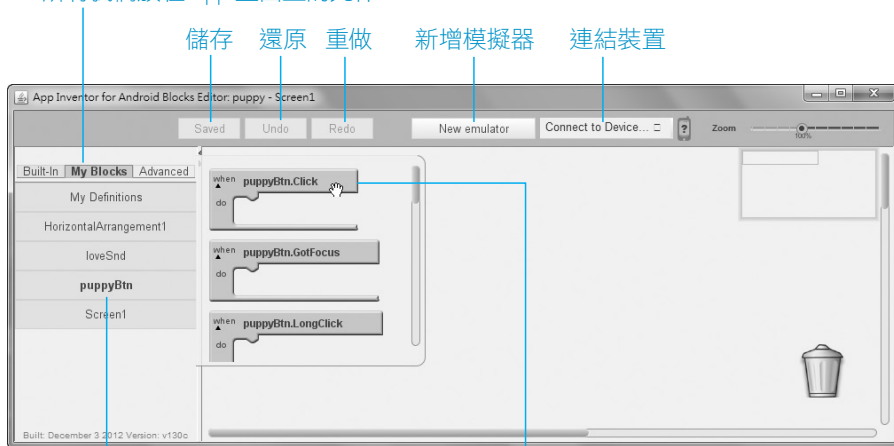 儲存 還原 重做 新增模擬器 連結裝置
App Inventor for Android Blocks Editor: puppy - Screen1
Saved Undo Redo New emulator Connect to Device... Zoom
100%
Built-In My Blocks Advanced
My Definitions
HorizontalArrangement1
loveSnd
puppyBtn
Screen1
when puppyBtn.Click
do
when puppyBtn.GotFocus
do
when puppyBtn.LongClick
do
Built: December 3 2012 Version: v130c